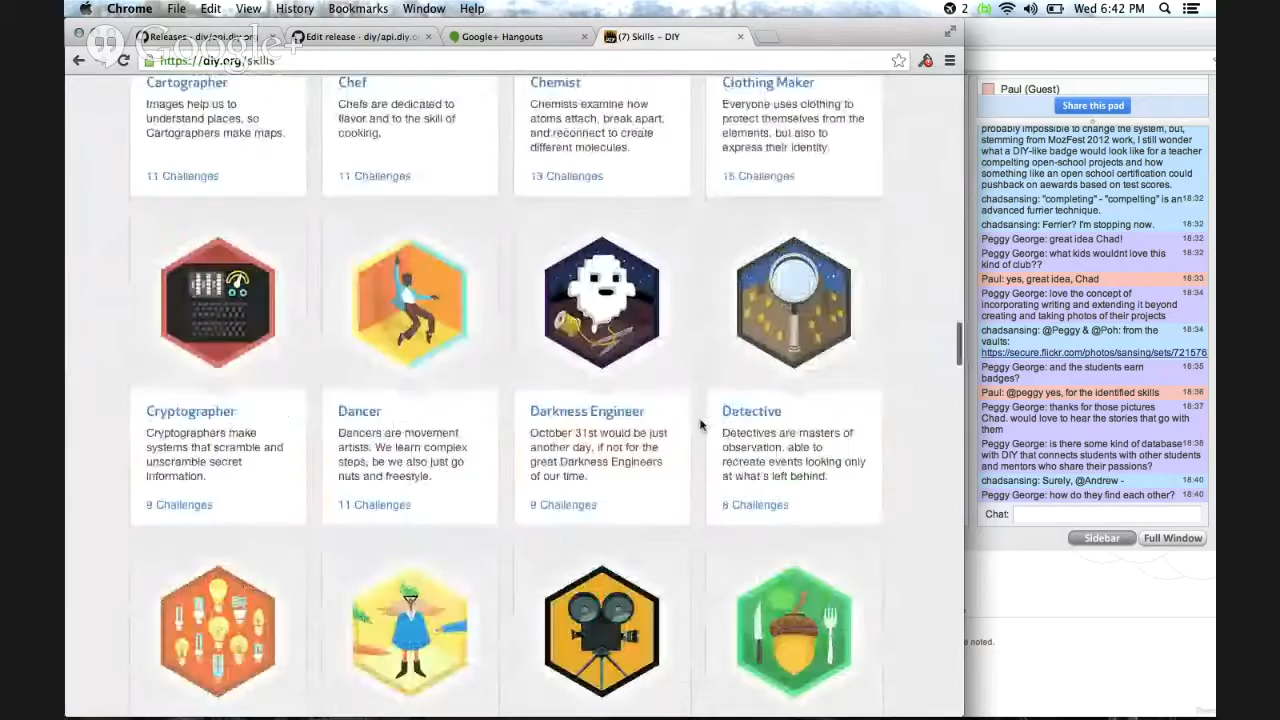 Chrome File Edit View History Bookmarks Window Help
2 Wed 6:42 PM
Releases · diy/api.diy.org
Edit release · diy/api.diy.o
Google+ Hangouts
(7) Skills – DIY
Google+
https://diy.org/skills
Cartographer
Images help us to
understand places, so
Cartographers make maps.
11 Challenges
Chef
Chefs are dedicated to
flavor and to the skill of
cooking.
11 Challenges
Chemist
Chemists examine how
atoms attach, break apart,
and reconnect to create
different molecules.
13 Challenges
Clothing Maker
Everyone uses clothing to
protect themselves from the
elements, but also to
express their identity.
15 Challenges
Cryptographer
Cryptographers make
systems that scramble and
unscramble secret
information.
9 Challenges
Dancer
Dancers are movement
artists. We learn complex
steps, be we also just go
nuts and freestyle.
11 Challenges
Darkness Engineer
October 31st would be just
another day, if not for the
great Darkness Engineers
of our time.
9 Challenges
Detective
Detectives are masters of
observation, able to
recreate events looking only
at what's left behind.
8 Challenges
Paul (Guest)
Share this pad
probably impossible to change the system, but,
stemming from MozFest 2012 work, I still wonder
what a DIY-like badge would look like for a teacher
compelting open-school projects and how
something like an open school certification could
pushback on aewards based on test scores.
chadsansing: "completing" - "compelting" is an 18:32
advanced furrier technique.
chadsansing: Ferrier? I'm stopping now. 18:32
Peggy George: great idea Chad! 18:32
Peggy George: what kids wouldnt love this 18:32
kind of club??
Paul: yes, great idea, Chad 18:33
Peggy George: love the concept of 18:34
incorporating writing and extending it beyond
creating and taking photos of their projects
chadsansing: @Peggy & @Poh: from the 18:34
vaults:
https://secure.flickr.com/photos/sansing/sets/721576
Peggy George: and the students earn 18:35
badges?
Paul: @peggy yes, for the identified skills 18:36
Peggy George: thanks for those pictures 18:37
Chad. would love to hear the stories that go with
them
Peggy George: is there some kind of database 18:38
with DIY that connects students with other students
and mentors who share their passions?
chadsansing: Surely, @Andrew - 18:40
Peggy George: how do they find each other? 18:40
Chat:
Sidebar Full Window
e noted.